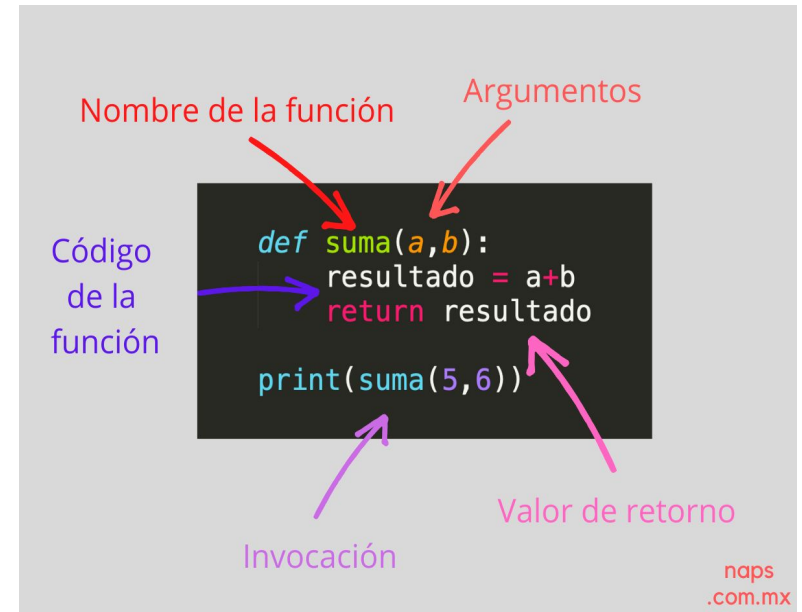 Nombre de la función
Argumentos
Código
de la
función
def suma(a,b):
resultado = a+b
return resultado
print(suma(5,6))
Valor de retorno
Invocación
naps
.com.mx